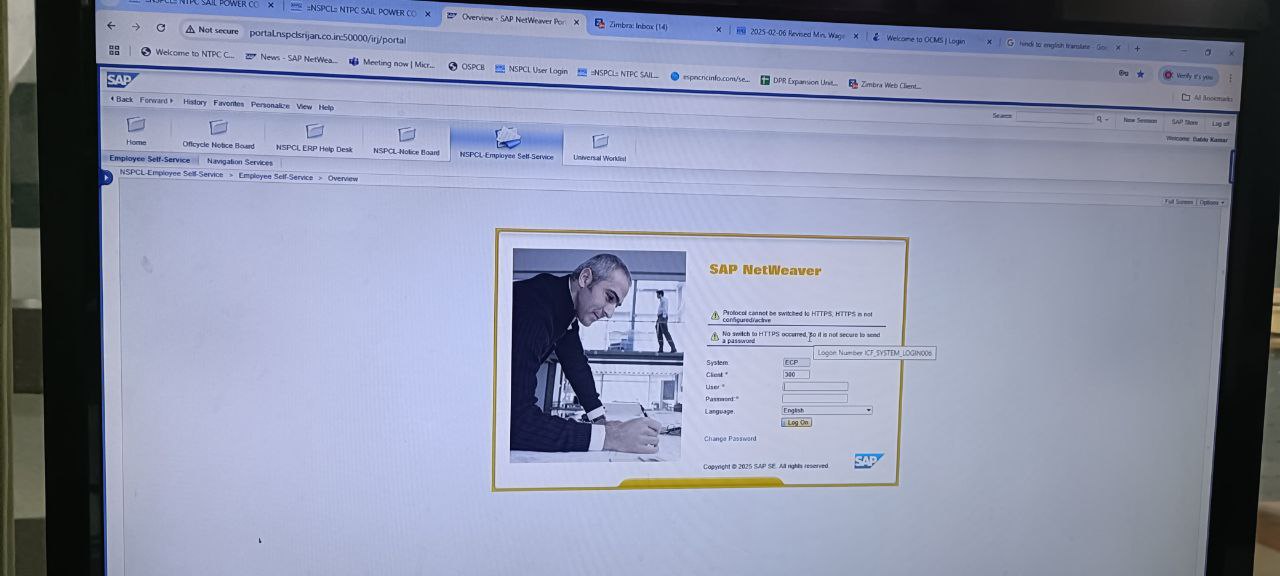 ::NSPCL:: NTPC SAIL POWER CO
::NSPCL:: NTPC SAIL POWER CO
Overview - SAP NetWeaver Por
Zimbra: Inbox (14)
2025-02-06 Revised Min. Wage
Welcome to OCMS | Login
hindi to english translate - Goo
Not secure
portal.nspclsrijan.co.in:50000/irj/portal
Verify it's you
Welcome to NTPC C...
News - SAP NetWea...
Meeting now | Micr...
OSPCB
NSPCL User Login
::NSPCL:: NTPC SAIL...
espncricinfo.com/se...
DPR Expansion Unit...
Zimbra Web Client...
All Bookmarks
SAP
Back Forward History Favorites Personalize View Help
Search:
New Session SAP Store Log off
Welcome: Bablu Kumar
Home
Offcycle Notice Board
NSPCL ERP Help Desk
NSPCL-Notice Board
NSPCL-Employee Self-Service
Universal Worklist
Employee Self-Service Navigation Services
NSPCL-Employee Self-Service > Employee Self-Service > Overview
Full Screen | Options
SAP NetWeaver
Protocol cannot be switched to HTTPS, HTTPS is not
configured/active
No switch to HTTPS occurred, so it is not secure to send
a password
Logon: Number ICF_SYSTEM_LOGIN006
System: ECP
Client * 300
User *
Password *
Language: English
Log On
Change Password
Copyright © 2025 SAP SE. All rights reserved.
SAP